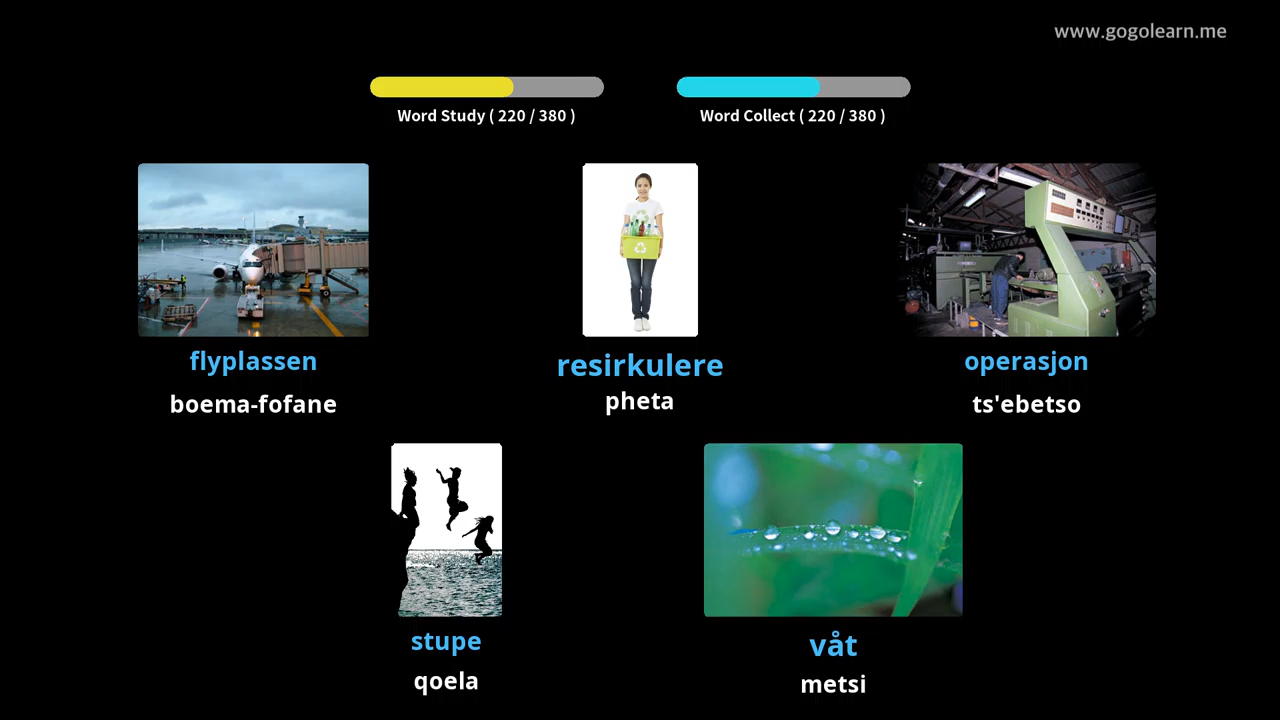 www.gogolearn.me
Word Study ( 220 / 380 )
Word Collect ( 220 / 380 )
flyplassen
boema-fofane
resirkulere
pheta
operasjon
ts'ebetso
stupe
qoela
våt
metsi